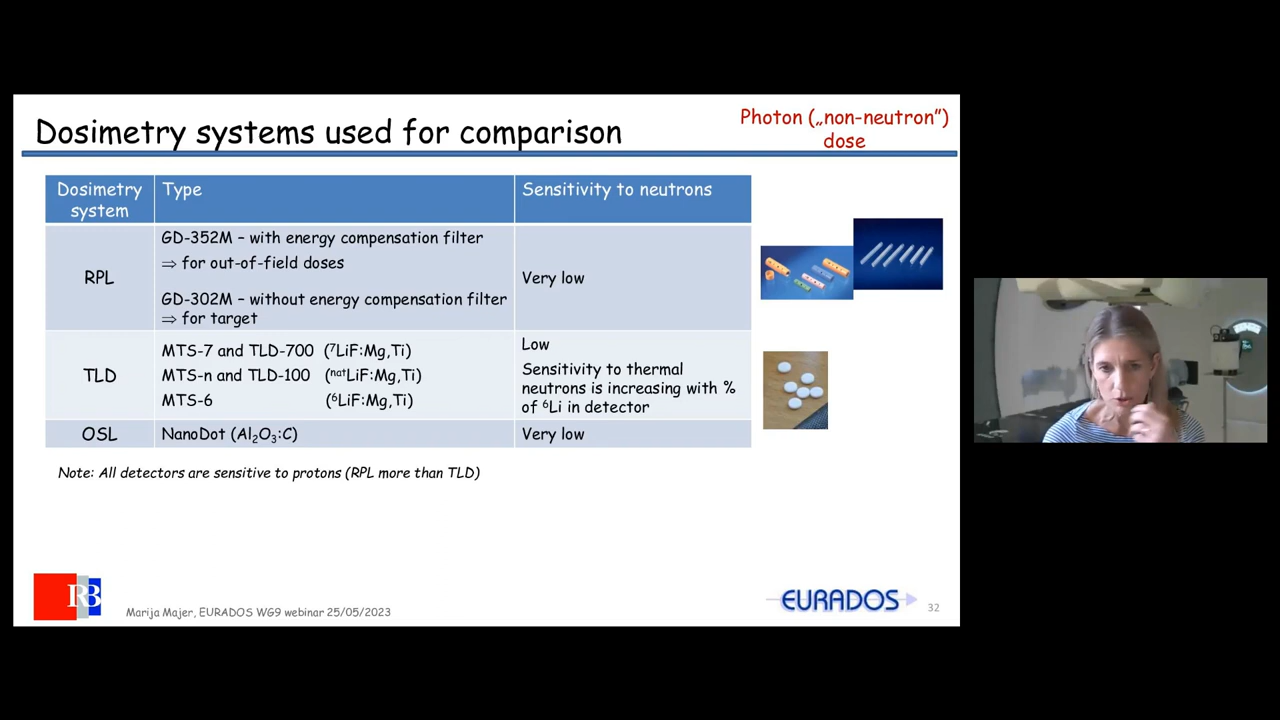 Dosimetry systems used for comparison
Photon („non-neutron”)
dose
Dosimetry
system
Type
Sensitivity to neutrons
RPL
GD-352M – with energy compensation filter
⇒ for out-of-field doses
GD-302M – without energy compensation filter
⇒ for target
Very low
TLD
MTS-7 and TLD-700 (⁷LiF:Mg,Ti)
MTS-n and TLD-100 (ⁿᵃᵗLiF:Mg,Ti)
MTS-6 (⁶LiF:Mg,Ti)
Low
Sensitivity to thermal
neutrons is increasing with %
of ⁶Li in detector
OSL
NanoDot (Al₂O₃:C)
Very low
Note: All detectors are sensitive to protons (RPL more than TLD)
RB
Marija Majer, EURADOS WG9 webinar 25/05/2023
EURADOS
32